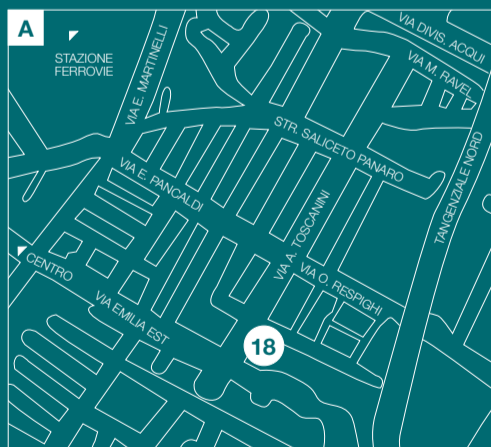 A
STAZIONE
FERROVIE
VIA E. MARTINELLI
VIA DIVIS. ACQUI
VIA M. RAVEL
STR. SALICETO PANARO
TANGENZIALE NORD
VIA E. PANCALDI
VIA A. TOSCANINI
VIA O. RESPIGHI
CENTRO
VIA EMILIA EST
18